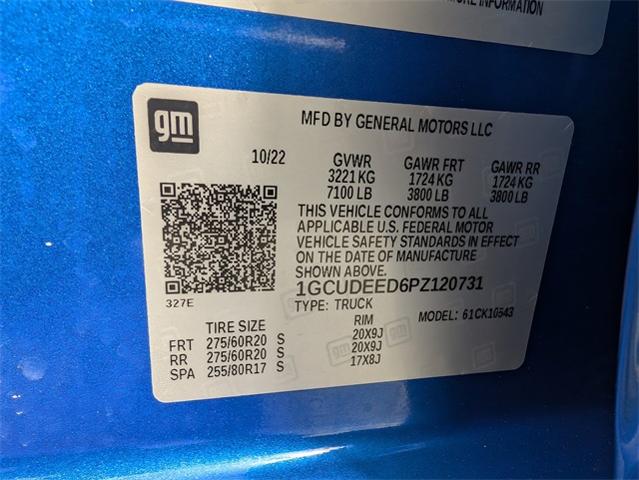 MORE INFORMATION
gm
MFD BY GENERAL MOTORS LLC
10/22 GVWR GAWR FRT GAWR RR
3221 KG 1724 KG 1724 KG
7100 LB 3800 LB 3800 LB
THIS VEHICLE CONFORMS TO ALL
APPLICABLE U.S. FEDERAL MOTOR
VEHICLE SAFETY STANDARDS IN EFFECT
ON THE DATE OF MANUFACTURE
SHOWN ABOVE.
327E
1GCUDEED6PZ120731
TYPE: TRUCK MODEL: 61CK10543
TIRE SIZE RIM
FRT 275/60R20 S 20X9J
RR 275/60R20 S 20X9J
SPA 255/80R17 S 17X8J